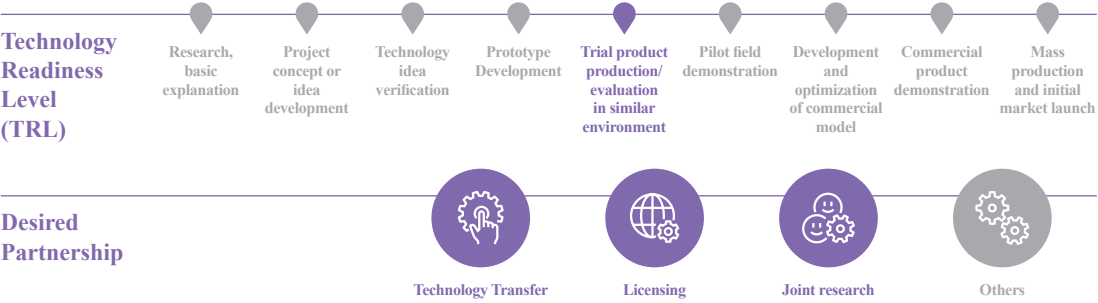 Technology
Readiness
Level
(TRL)
Research,
basic
explanation
Project
concept or
idea
development
Technology
idea
verification
Prototype
Development
Trial product
production/
evaluation
in similar
environment
Pilot field
demonstration
Development
and
optimization
of commercial
model
Commercial
product
demonstration
Mass
production
and initial
market launch
Desired
Partnership
Technology Transfer
Licensing
Joint research
Others